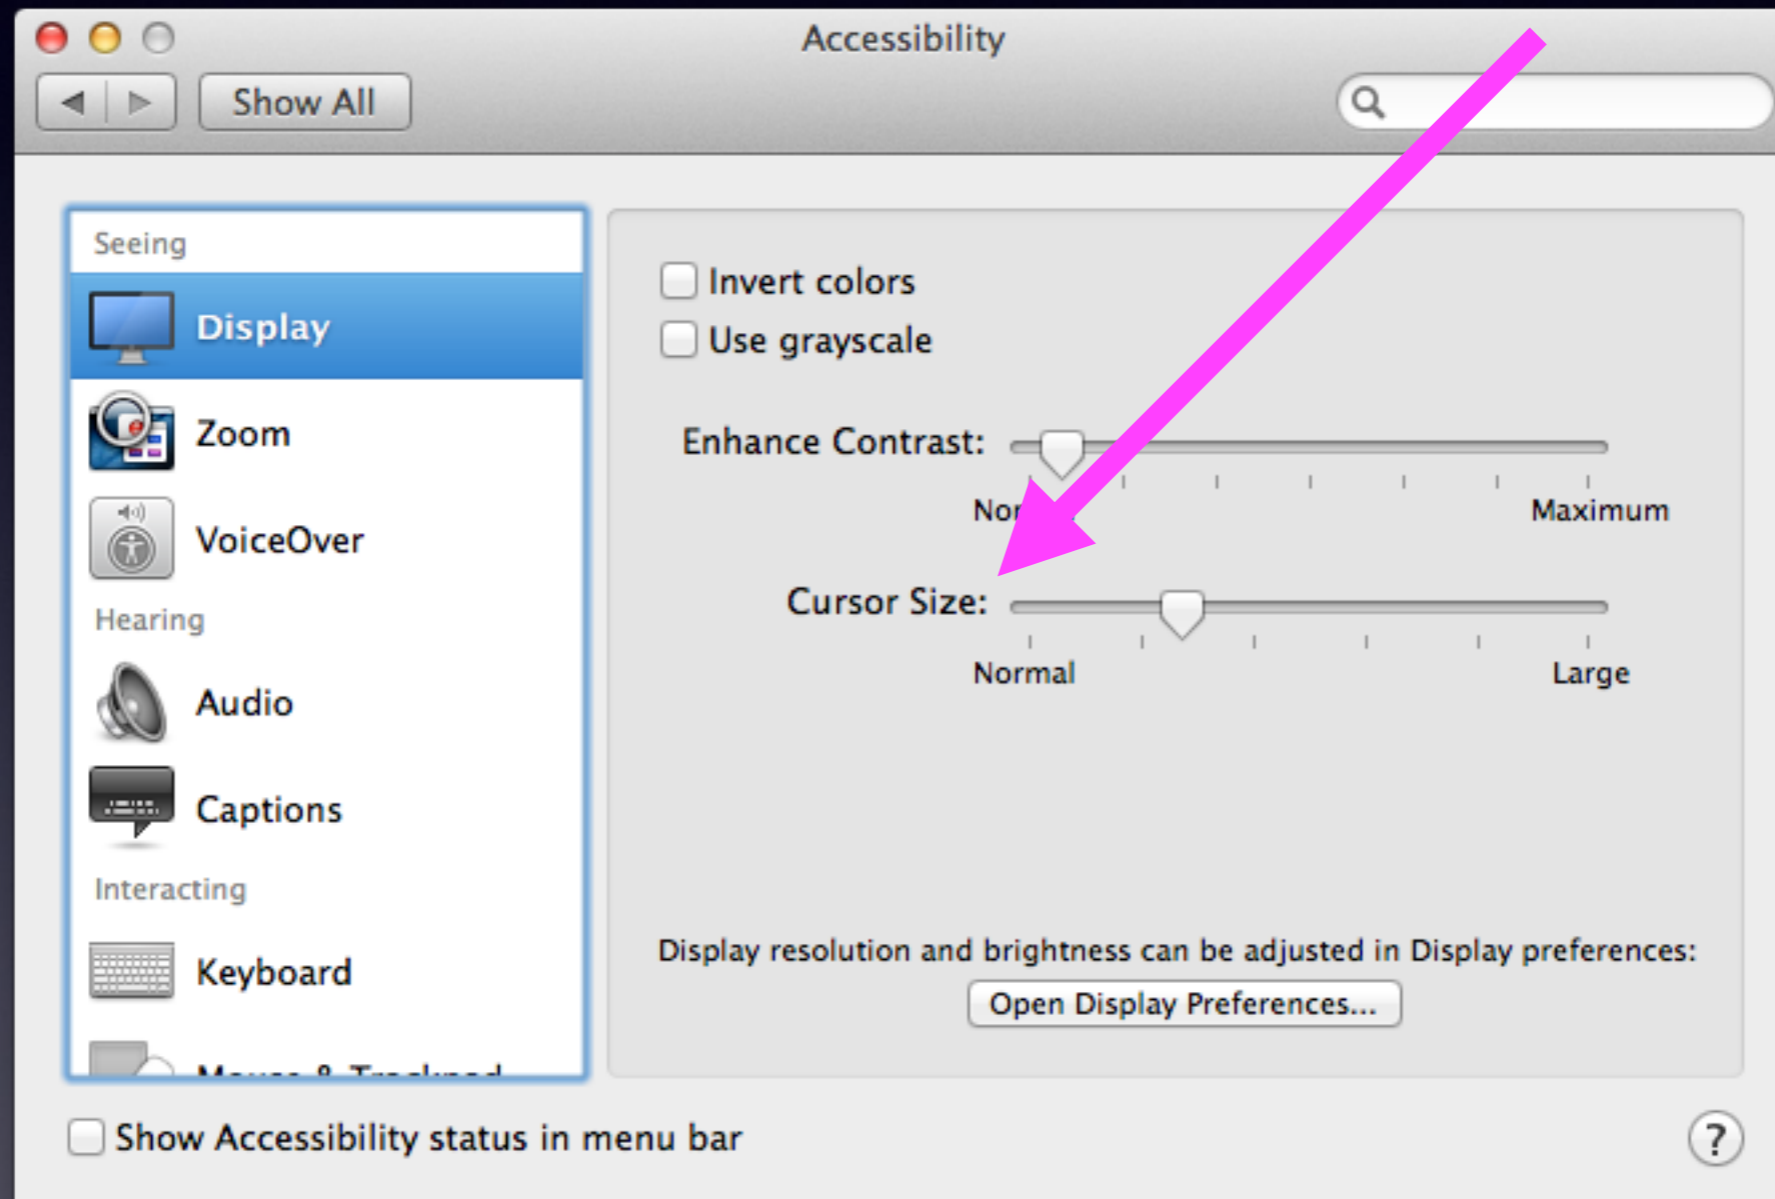 Accessibility
Show All
Seeing
Display
Zoom
VoiceOver
Hearing
Audio
Captions
Interacting
Keyboard
Mouse & Trackpad
Invert colors
Use grayscale
Enhance Contrast:
Maximum
Cursor Size:
Normal Large
Display resolution and brightness can be adjusted in Display preferences:
Open Display Preferences...
Show Accessibility status in menu bar
?